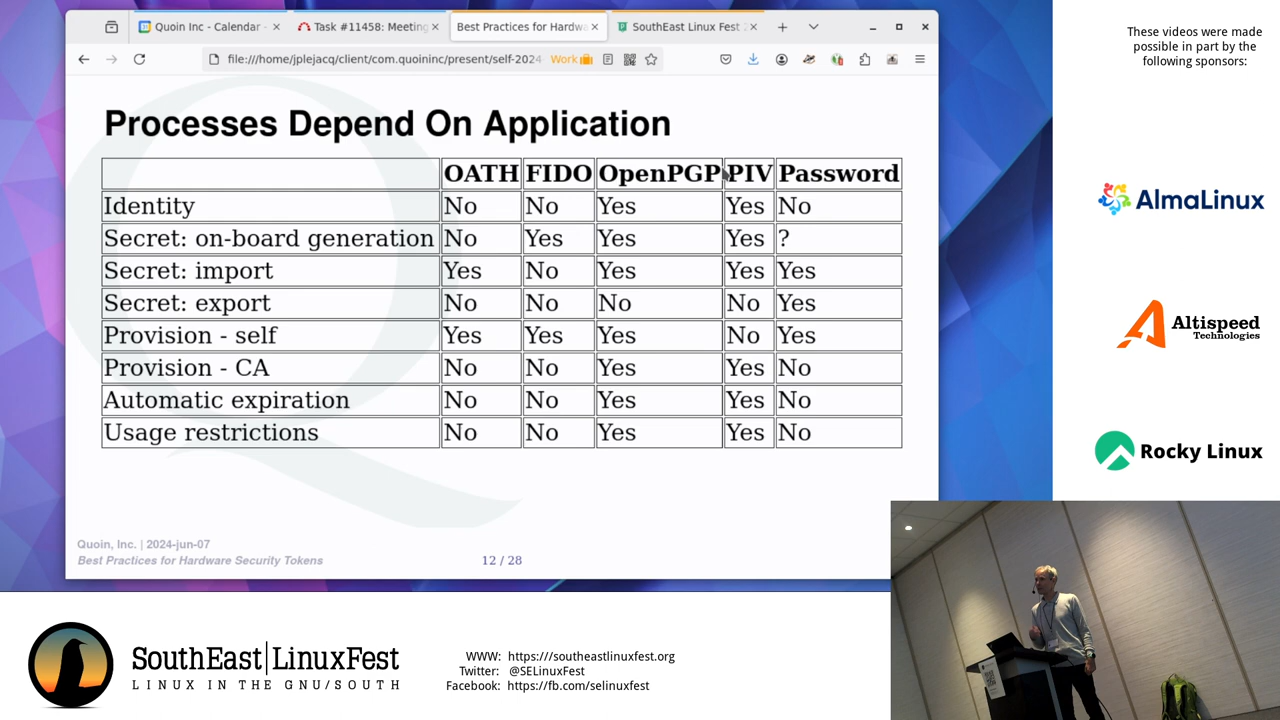 Quoin Inc - Calendar -
Task #11458: Meeting
Best Practices for Hardwa
SouthEast Linux Fest 2
file:///home/jplejacq/client/com.quoininc/present/self-2024-
Work
Processes Depend On Application
OATH FIDO OpenPGP PIV Password
Identity No No Yes Yes No
Secret: on-board generation No Yes Yes Yes ?
Secret: import Yes No Yes Yes Yes
Secret: export No No No No Yes
Provision - self Yes Yes Yes No Yes
Provision - CA No No Yes Yes No
Automatic expiration No No Yes Yes No
Usage restrictions No No Yes Yes No
Quoin, Inc. | 2024-jun-07
Best Practices for Hardware Security Tokens
12 / 28
These videos were made
possible in part by the
following sponsors:
AlmaLinux
Altispeed
Technologies
Rocky Linux
SouthEast LinuxFest
LINUX IN THE GNU/SOUTH
WWW: https://southeastlinuxfest.org
Twitter: @SELinuxFest
Facebook: https://fb.com/selinuxfest